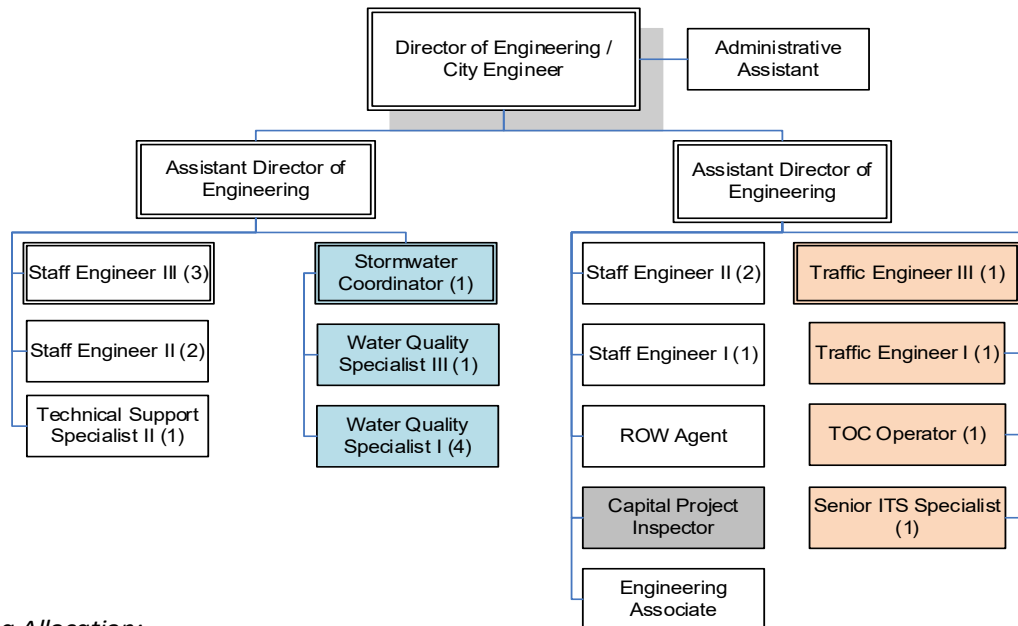 Director of Engineering /
City Engineer
Administrative
Assistant
Assistant Director of
Engineering
Assistant Director of
Engineering
Staff Engineer III (3)
Stormwater
Coordinator (1)
Staff Engineer II (2)
Water Quality
Specialist III (1)
Technical Support
Specialist II (1)
Water Quality
Specialist I (4)
Staff Engineer II (2)
Traffic Engineer III (1)
Staff Engineer I (1)
Traffic Engineer I (1)
ROW Agent
TOC Operator (1)
Capital Project
Inspector
Senior ITS Specialist
(1)
Engineering
Associate
Allocation: